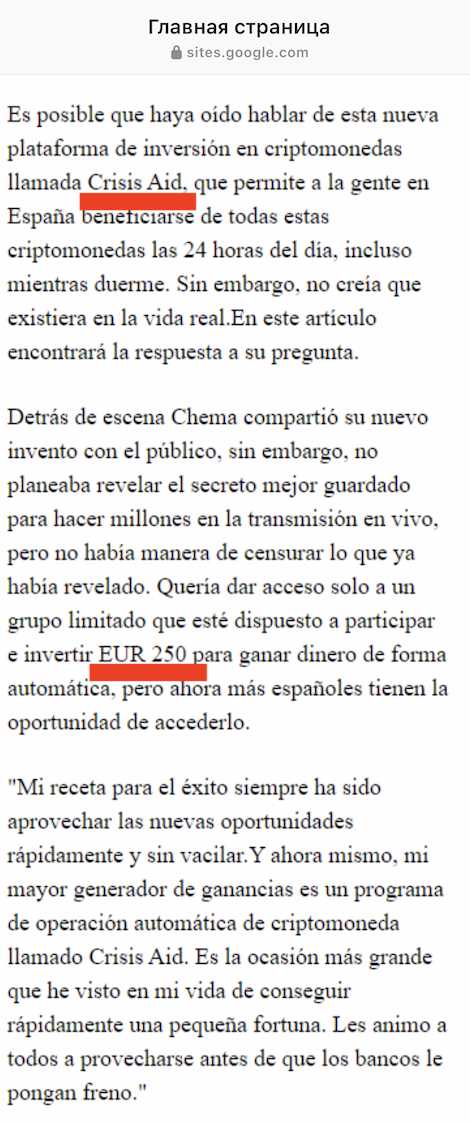 Главная страница
sites.google.com
Es posible que haya oído hablar de esta nueva
plataforma de inversión en criptomonedas
llamada Crisis Aid, que permite a la gente en
España beneficiarse de todas estas
criptomonedas las 24 horas del día, incluso
mientras duerme. Sin embargo, no creía que
existiera en la vida real.En este artículo
encontrará la respuesta a su pregunta.
Detrás de escena Chema compartió su nuevo
invento con el público, sin embargo, no
planeaba revelar el secreto mejor guardado
para hacer millones en la transmisión en vivo,
pero no había manera de censurar lo que ya
había revelado. Quería dar acceso solo a un
grupo limitado que esté dispuesto a participar
e invertir EUR 250 para ganar dinero de forma
automática, pero ahora más españoles tienen la
oportunidad de accederlo.
"Mi receta para el éxito siempre ha sido
aprovechar las nuevas oportunidades
rápidamente y sin vacilar.Y ahora mismo, mi
mayor generador de ganancias es un programa
de operación automática de criptomoneda
llamado Crisis Aid. Es la ocasión más grande
que he visto en mi vida de conseguir
rápidamente una pequeña fortuna. Les animo a
todos a provecharse antes de que los bancos le
pongan freno."